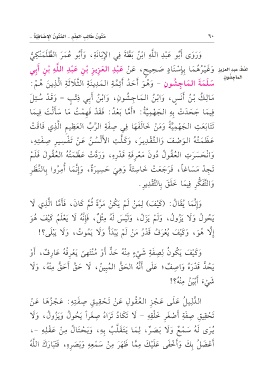 ٦٠
متون طالب العلم - المتون الإضافية -
وَرَوَى أَبُو عَبْدِ اللَّهِ ابْنُ بَطَّةَ فِي الإِبَانَةِ، وَأَبُو عُمَرَ الطَّلَمَنْكِيُّ
وَغَيْرُهُمَا بِإِسْنَادٍ صَحِيحٍ، عَنْ عَبْدِ العَزِيزِ بْنِ عَبْدِ اللَّهِ بْنِ أَبِي
لفظ عبد العزيز
الماجشون
سَلَمَةَ المَاجِشُونِ - وَهُوَ أَحَدُ أَئِمَّةِ المَدِينَةِ الثَّلَاثَةِ الَّذِينَ هُمْ:
مَالِكُ بْنُ أَنَسٍ، وَابْنُ المَاجِشُونِ، وَابْنُ أَبِي ذِئْبٍ - وَقَدْ سُئِلَ
فِيمَا جَحَدَتْ بِهِ الجَهْمِيَّةُ: «أَمَّا بَعْدُ: فَقَدْ فَهِمْتُ مَا سَأَلْتَ فِيمَا
تَتَابَعَتِ الجَهْمِيَّةُ وَمَنْ خَالَفَهَا فِي صِفَةِ الرَّبِّ العَظِيمِ الَّذِي فَاقَتْ
عَظَمَتُهُ الوَصْفَ وَالتَّقْدِيرَ، وَكَلَّتِ الأَلْسُنُ عَنْ تَفْسِيرِ صِفَتِهِ،
وَانْحَسَرَتِ العُقُولُ دُونَ مَعْرِفَةِ قَدْرِهِ، وَرَدَّتْ عَظَمَتُهُ العُقُولَ فَلَمْ
تَجِدْ مَسَاغاً، فَرَجَعَتْ خَاسِئَةً وَهِيَ حَسِيرَةٌ، وَإِنَّمَا أُمِرُوا بِالنَّظَرِ
وَالتَّفَكُّرِ فِيمَا خَلَقَ بِالتَّقْدِيرِ.
وَإِنَّمَا يُقَالُ: (كَيْفَ) لِمَنْ لَمْ يَكُنْ مَرَّةً ثُمَّ كَانَ، فَأَمَّا الَّذِي لَا
يَحُولُ وَلَا يَزُولُ، وَلَمْ يَزَلْ، وَلَيْسَ لَهُ مِثْلٌ، فَإِنَّهُ لَا يَعْلَمُ كَيْفَ هُوَ
إِلَّا هُوَ، وَكَيْفَ يُعْرَفُ قَدْرُ مَنْ لَمْ يَبْدَأْ وَلَا يَمُوتُ، وَلَا يَبْلَى؟!
وَكَيْفَ يَكُونُ لِصِفَةِ شَيْءٍ مِنْهُ حَدٌّ أَوْ مُنْتَهَى يَعْرِفُهُ عَارِفٌ، أَوْ
يَحُدُّ قَدْرَهُ وَاصِفٌ؟ عَلَى أَنَّهُ الحَقُّ المُبِينُ، لَا حَقَّ أَحَقُّ مِنْهُ، وَلَا
شَيْءَ أَبْيَنُ مِنْهُ؟!
الدَّلِيلُ عَلَى عَجْزِ العُقُولِ عَنْ تَحْقِيقِ صِفَتِهِ: عَجْزُهَا عَنْ
تَحْقِيقِ صِفَةِ أَصْغَرِ خَلْقِهِ - لَا تَكَادُ تَرَاهُ صِغَراً يَحُولُ وَيَزُولُ، وَلَا
يُرَى لَهُ سَمْعٌ وَلَا بَصَرٌ، لِمَا يَتَقَلَّبُ بِهِ، وَيَحْتَالُ مِنْ عَقْلِهِ -،
أَعْضَلُ بِكَ وَأَخْفَى عَلَيْكَ مِمَّا ظَهَرَ مِنْ سَمْعِهِ وَبَصَرِهِ، فَتَبَارَكَ اللَّهُ